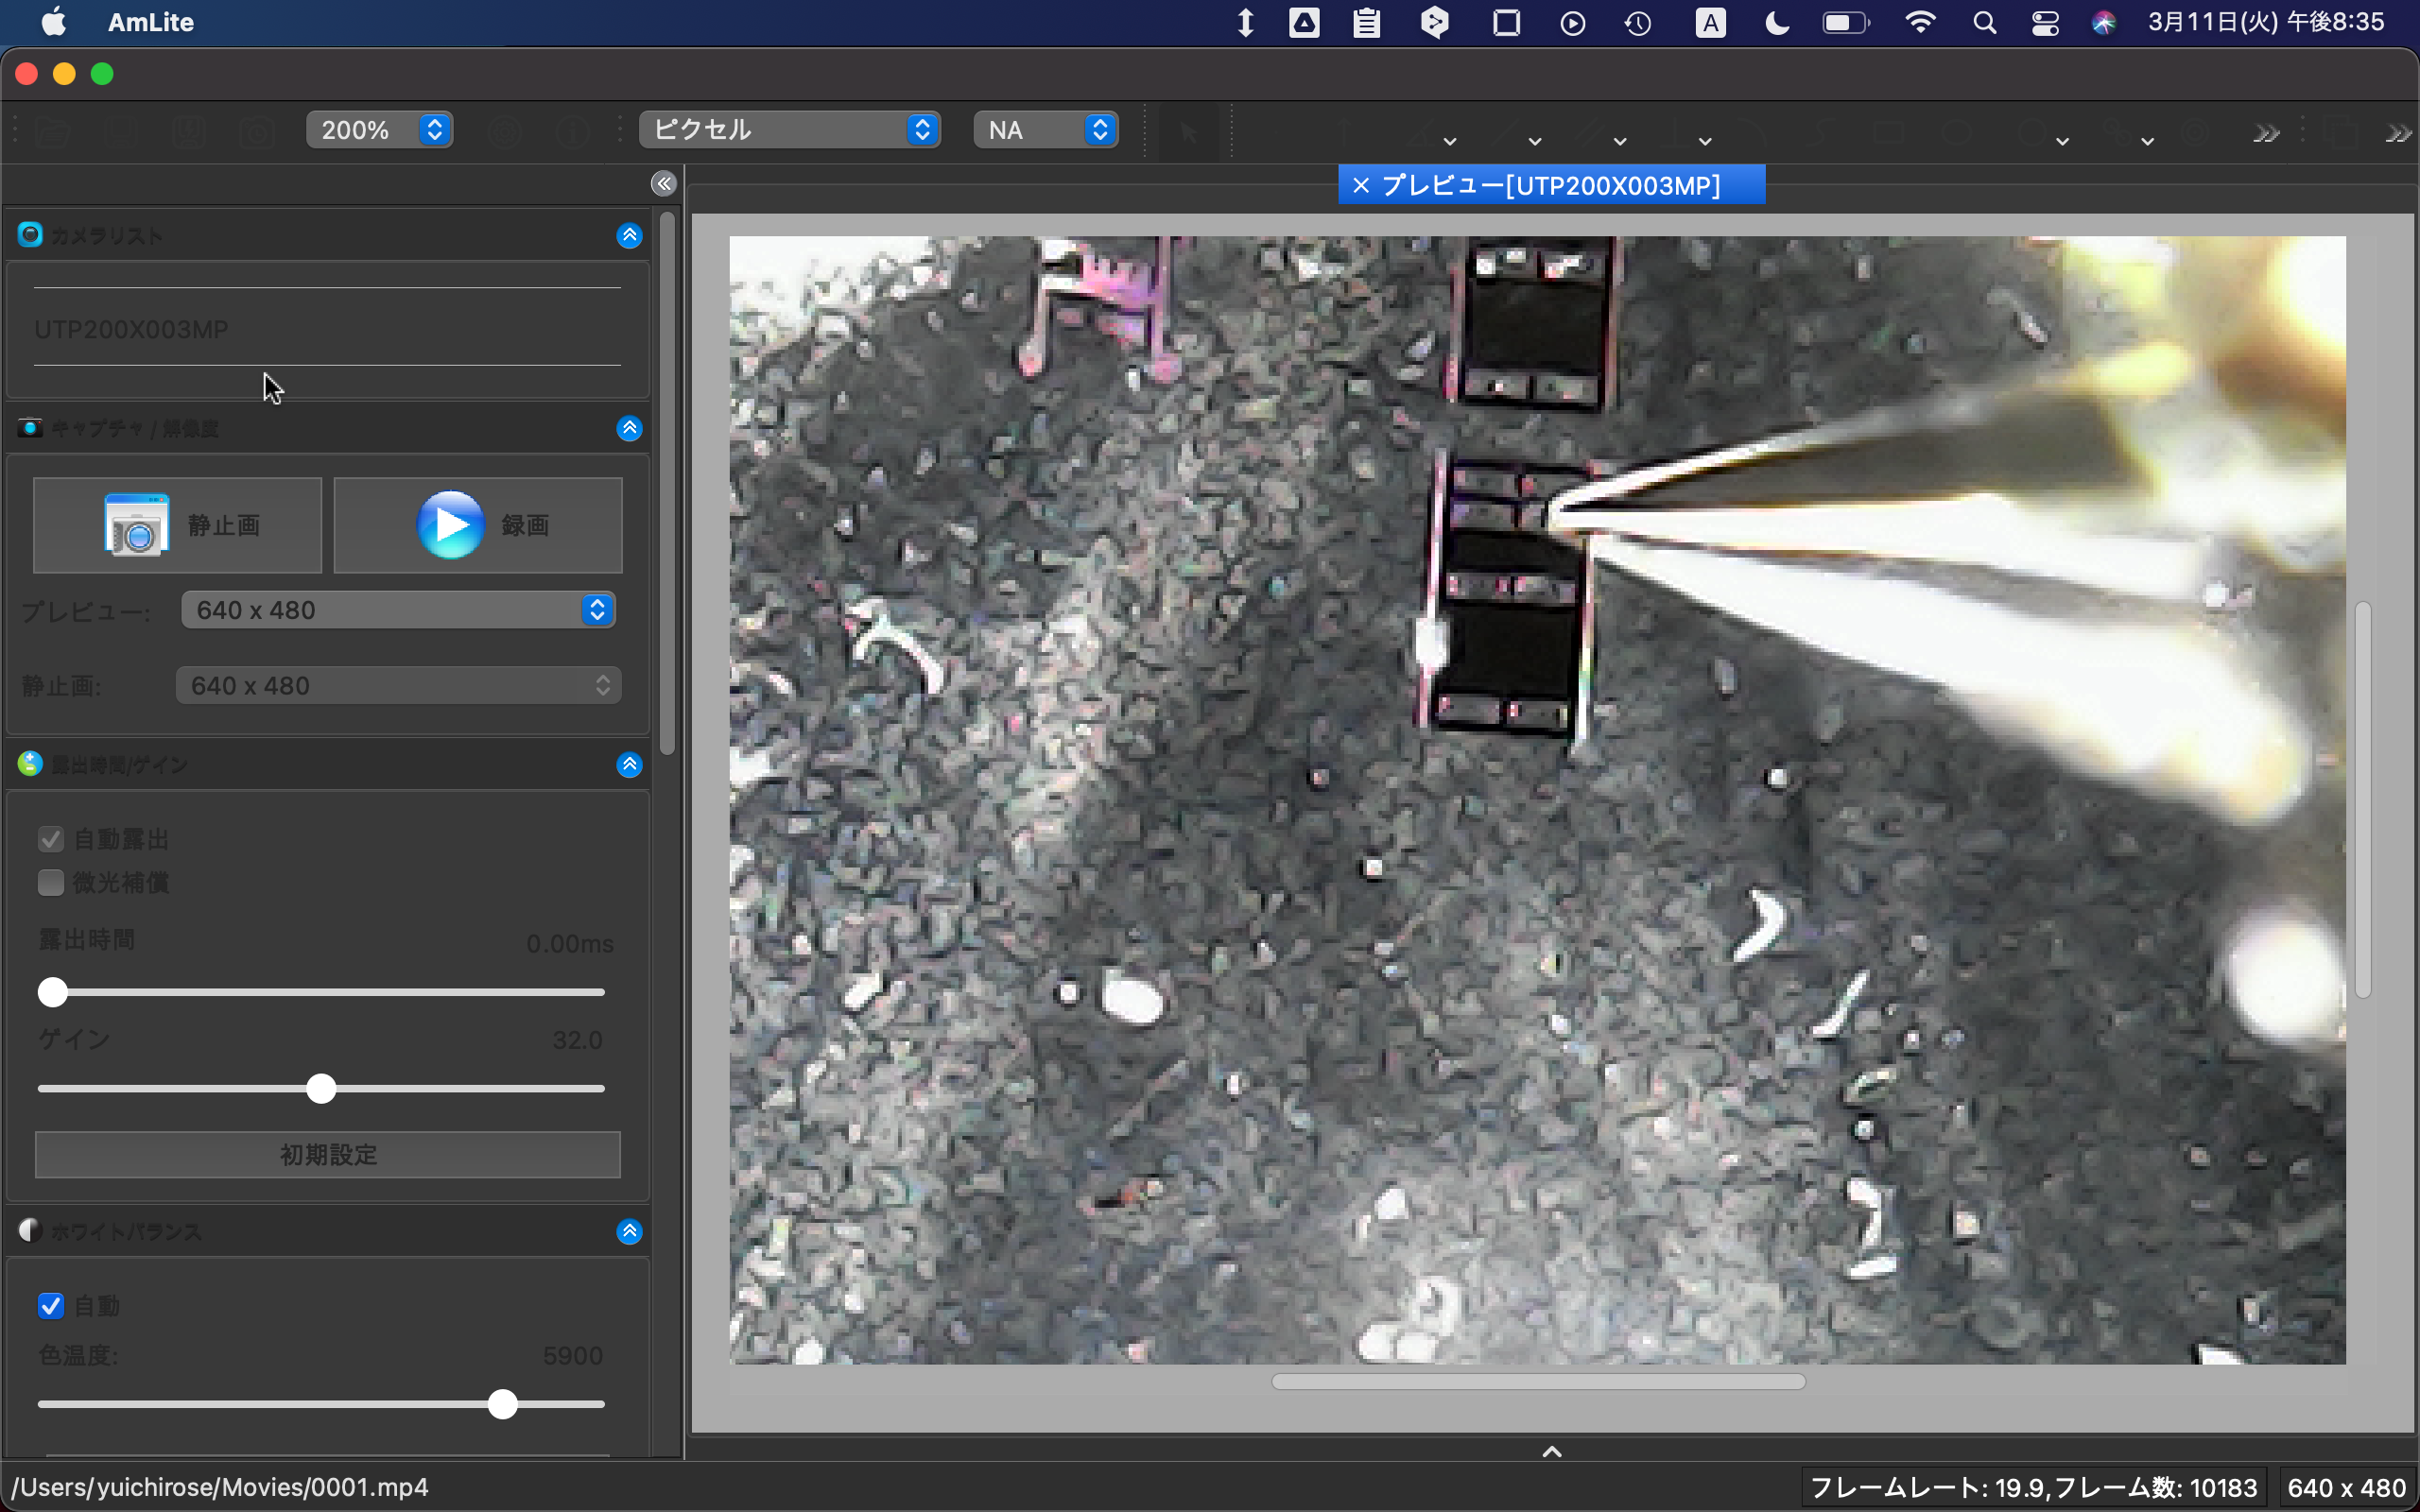 AmLite
A
3月11日(火) 午後8:35
200%
ピクセル
NA
× プレビュー[UTP200X003MP]
カメラリスト
UTP200X003MP
キャプチャ / 解像度
静止画
録画
プレビュー:
640 x 480
静止画:
640 x 480
露出時間/ゲイン
自動露出
微光補償
露出時間
0.00ms
ゲイン
32.0
初期設定
ホワイトバランス
自動
色温度:
5900
/Users/yuichirose/Movies/0001.mp4
フレームレート: 19.9,フレーム数: 10183
640 x 480